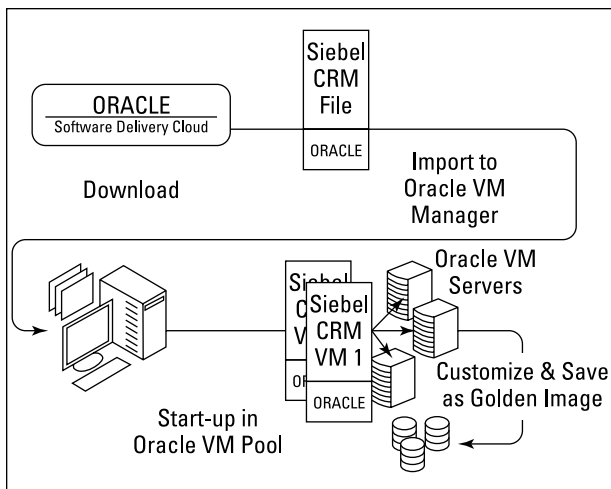 Siebel
CRM
File
ORACLE
ORACLE
Software Delivery Cloud
Download
Import to
Oracle VM
Manager
Oracle VM
Servers
Siebel
CRM
VM 1
ORACLE
Customize & Save
as Golden Image
Start-up in
Oracle VM Pool